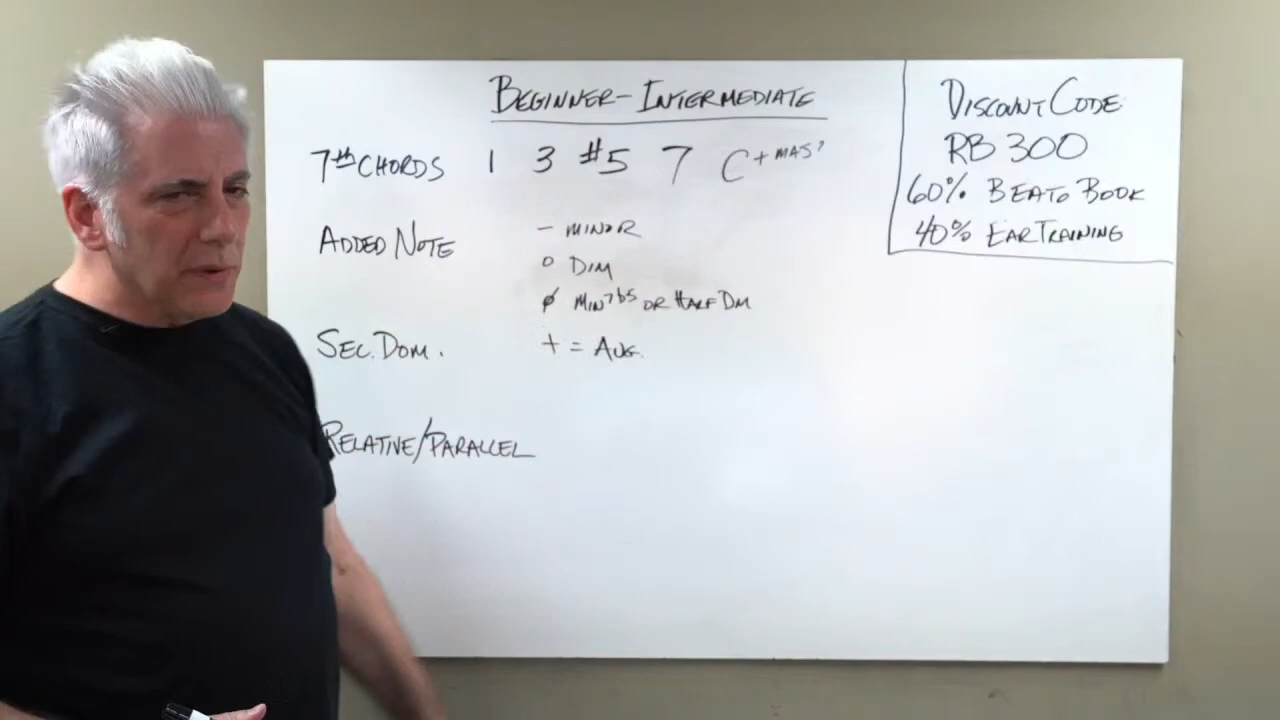 BEGINNER-INTERMEDIATE
7th CHORDS 1 3 #5 7 C+MAJ7
ADDED NOTE
- MINOR
o DIM
ø MIN7b5 OR HALF DIM
SEC. DOM.
+ = AUG.
RELATIVE/PARALLEL
DISCOUNT CODE
RB 300
60% BEATO BOOK
40% EAR TRAINING